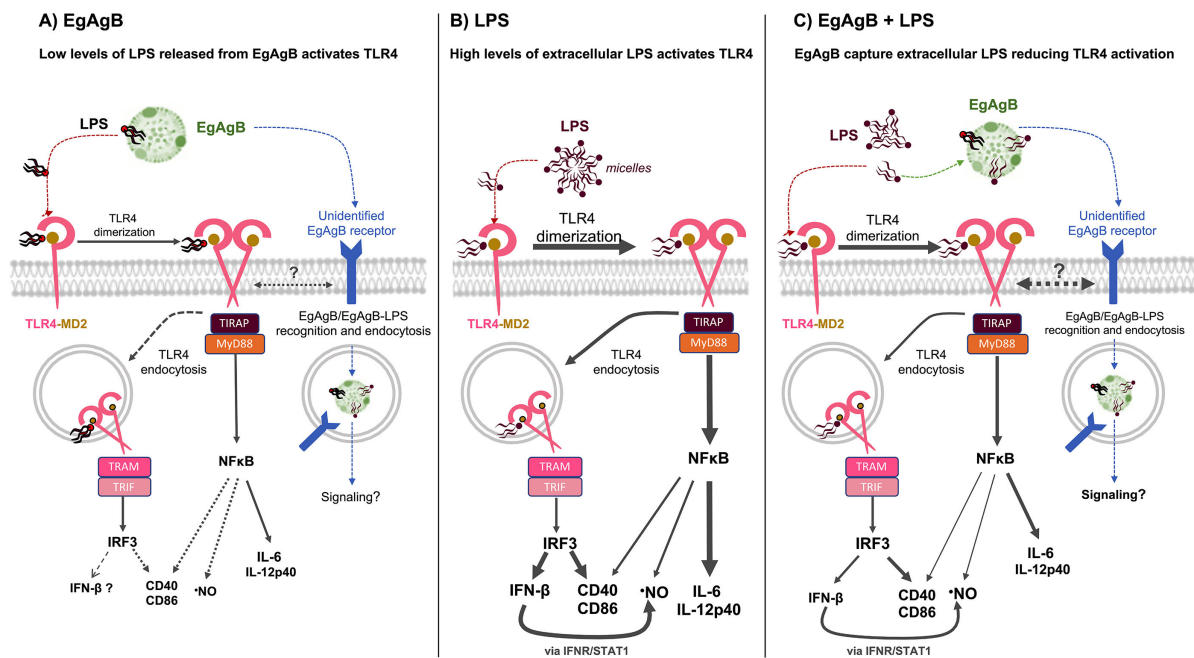 A) EgAgB
Low levels of LPS released from EgAgB activates TLR4
LPS
EgAgB
TLR4
dimerization
Unidentified
EgAgB receptor
?
TLR4-MD2
TIRAP
MyD88
EgAgB/EgAgB-LPS
recognition and endocytosis
TLR4
endocytosis
TRAM
TRIF
NFκB
Signaling?
IRF3
IFN-β ?
CD40
CD86
•NO
IL-6
IL-12p40
B) LPS
High levels of extracellular LPS activates TLR4
LPS
micelles
TLR4
dimerization
TLR4-MD2
TIRAP
MyD88
TLR4
endocytosis
TRAM
TRIF
NFκB
IRF3
IFN-β
CD40
CD86
•NO
IL-6
IL-12p40
via IFNR/STAT1
C) EgAgB + LPS
EgAgB capture extracellular LPS reducing TLR4 activation
EgAgB
LPS
TLR4
dimerization
Unidentified
EgAgB receptor
?
TLR4-MD2
TIRAP
MyD88
EgAgB/EgAgB-LPS
recognition and endocytosis
TLR4
endocytosis
TRAM
TRIF
NFκB
Signaling?
IRF3
IFN-β
CD40
CD86
•NO
IL-6
IL-12p40
via IFNR/STAT1